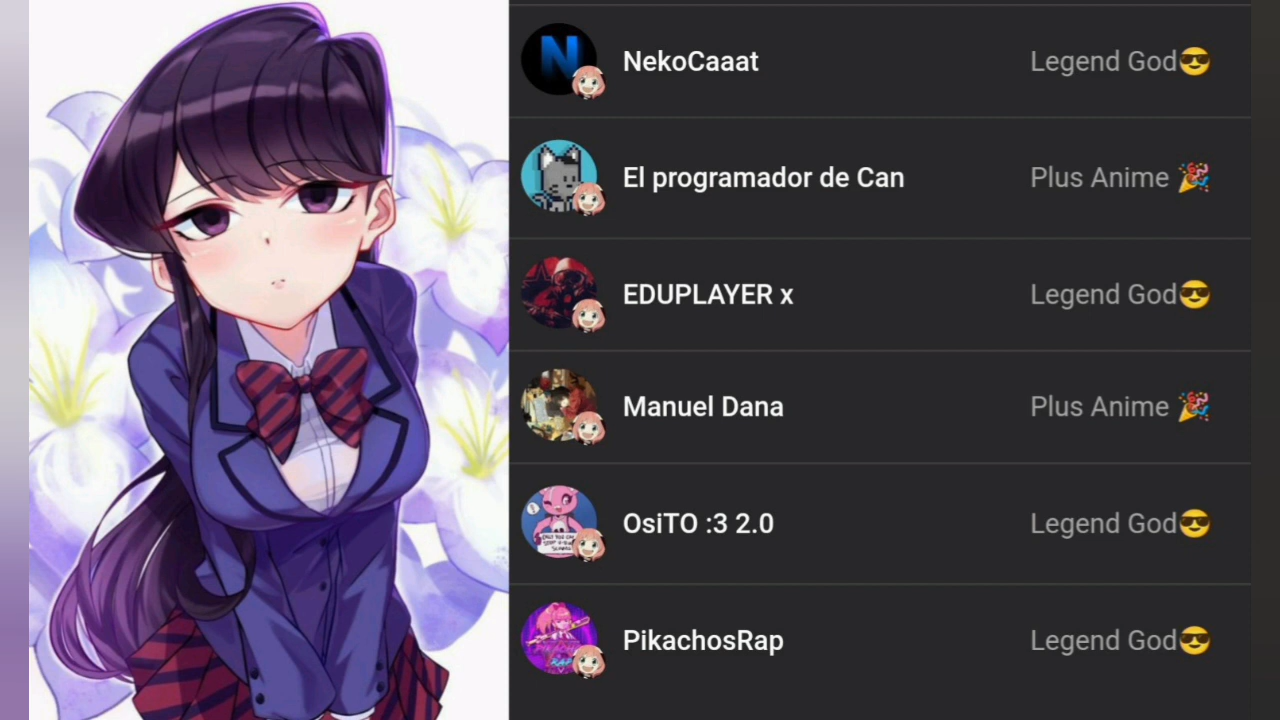 N
NekoCaaat Legend God😎
El programador de Can Plus Anime 🎉
EDUPLAYER x Legend God😎
Manuel Dana Plus Anime 🎉
OsiTO :3 2.0 Legend God😎
PikachosRap Legend God😎